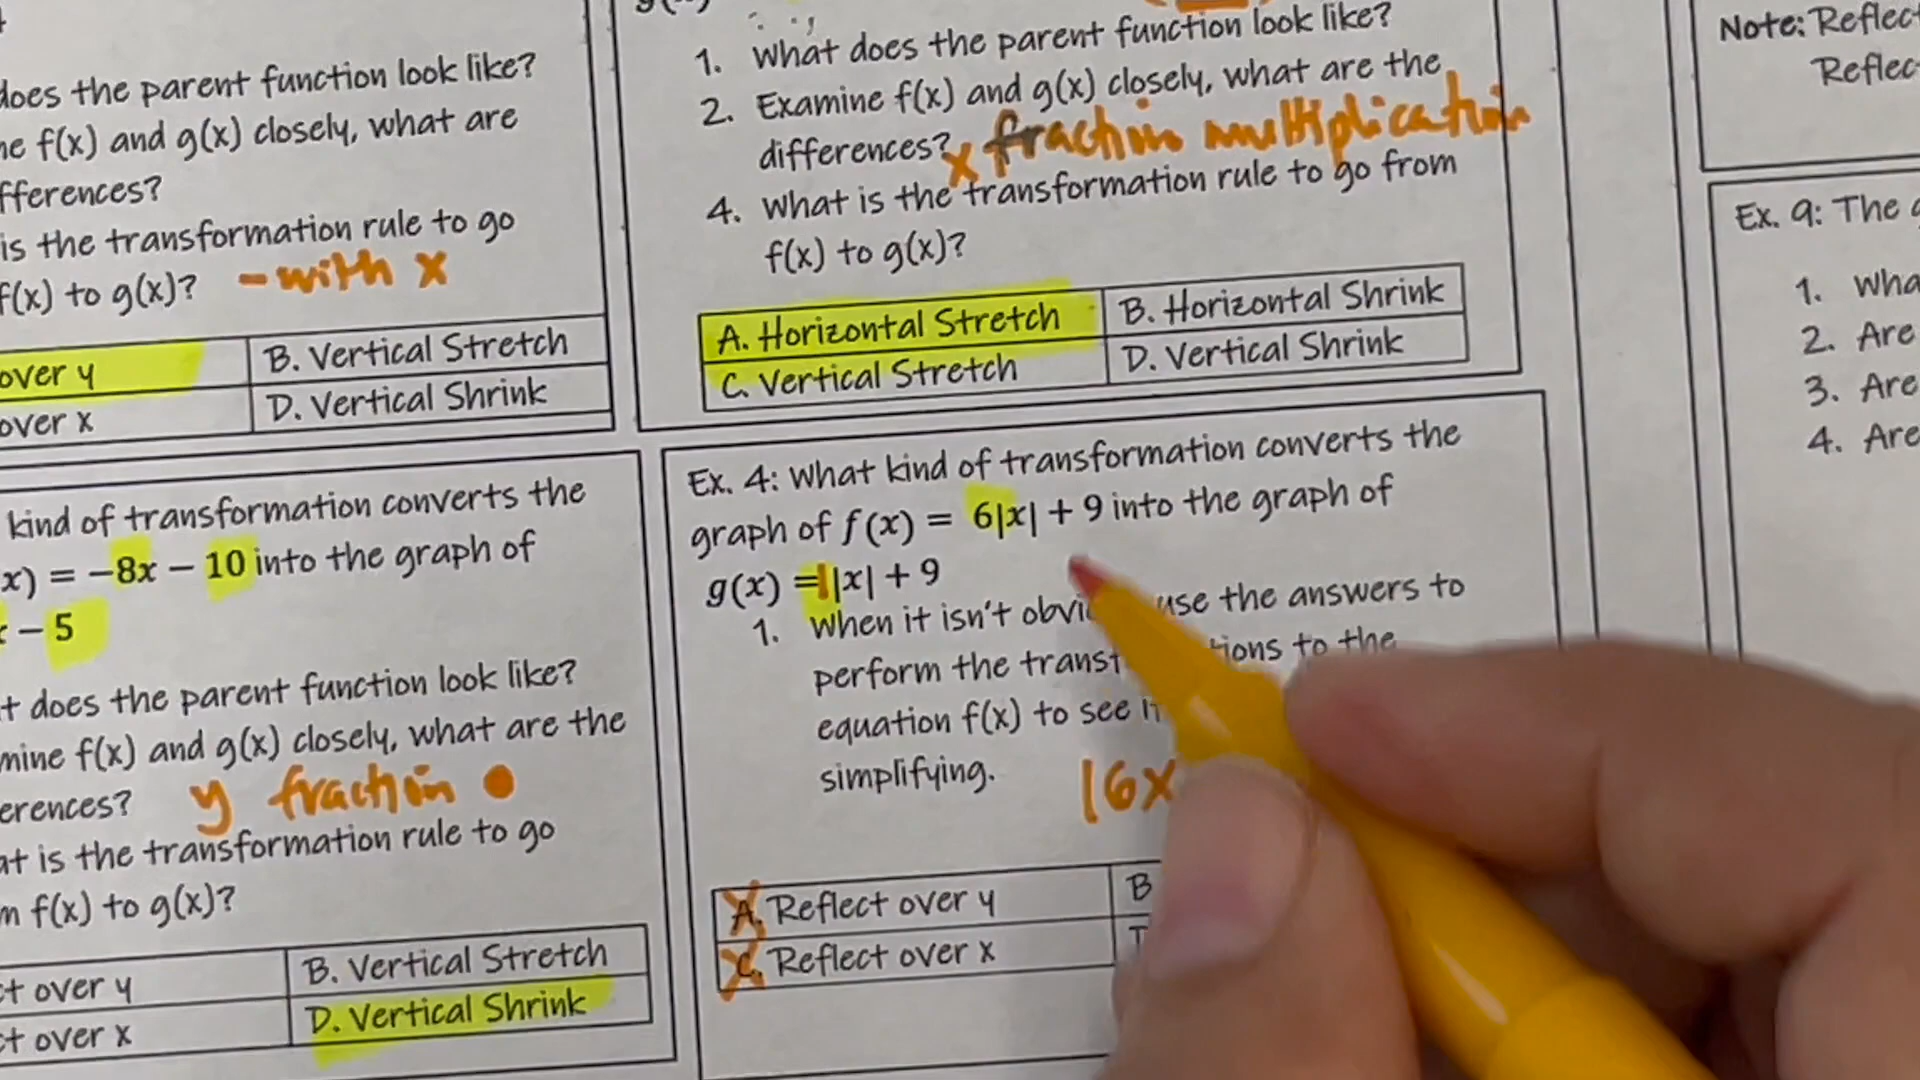 does the parent function look like?
f(x) and g(x) closely, what are
fferences?
is the transformation rule to go
f(x) to g(x)? - with x
over y
B. Vertical Stretch
over x
D. Vertical Shrink
1. What does the parent function look like?
2. Examine f(x) and g(x) closely, what are the
differences? x fraction multiplication
4. What is the transformation rule to go from
f(x) to g(x)?
A. Horizontal Stretch
B. Horizontal Shrink
C. Vertical Stretch
D. Vertical Shrink
Note: Reflec
Reflec
Ex. 9: The
1. Wha
2. Are
3. Are
4. Are
kind of transformation converts the
x) = −8x − 10 into the graph of
− 5
t does the parent function look like?
mine f(x) and g(x) closely, what are the
erences? y fraction •
at is the transformation rule to go
m f(x) to g(x)?
ct over y
B. Vertical Stretch
ct over x
D. Vertical Shrink
Ex. 4: What kind of transformation converts the
graph of f(x) = 6|x| + 9 into the graph of
g(x) = 1|x| + 9
1. When it isn't use the answers to
perform the to the
equation f(x) to see
simplifying. 16x
A. Reflect over y
B
C. Reflect over x